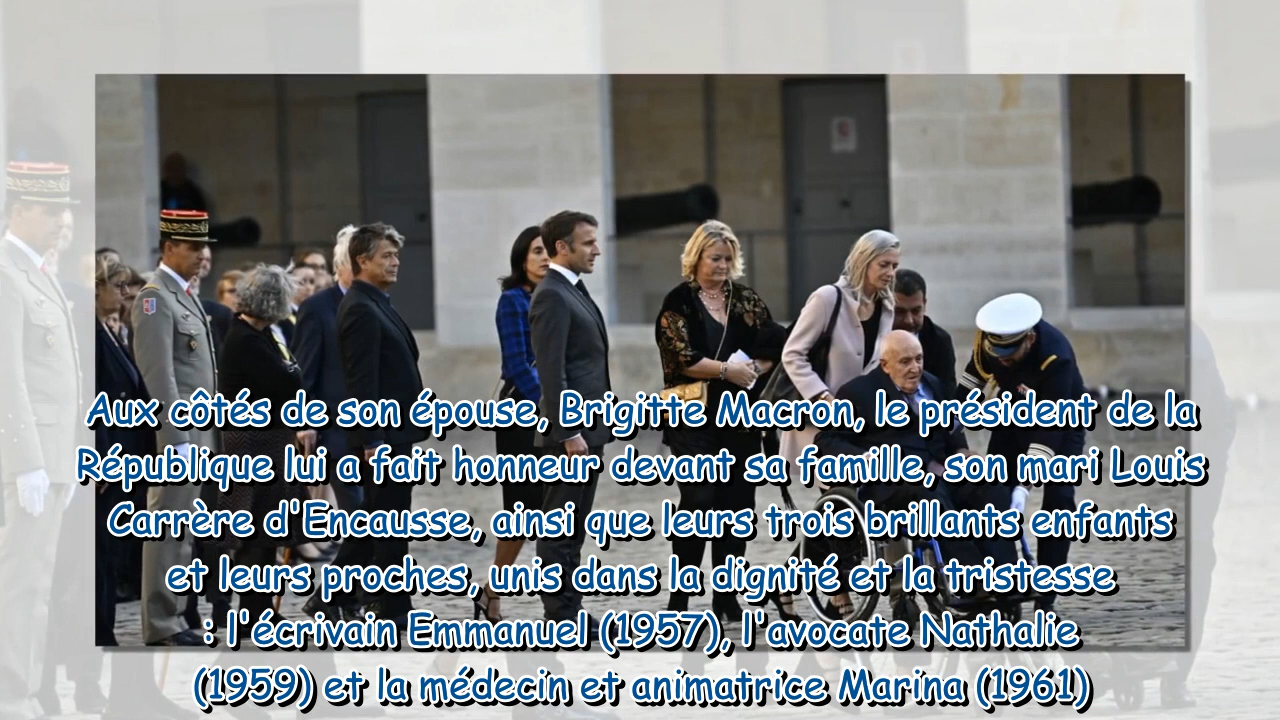 Aux côtés de son épouse, Brigitte Macron, le président de la
République lui a fait honneur devant sa famille, son mari Louis
Carrère d'Encausse, ainsi que leurs trois brillants enfants
et leurs proches, unis dans la dignité et la tristesse
: l'écrivain Emmanuel (1957), l'avocate Nathalie
(1959) et la médecin et animatrice Marina (1961)